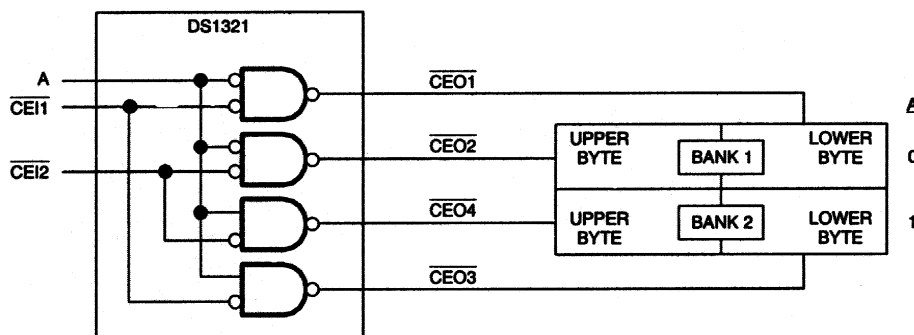 DS1321
A
CEI1
CEI2
CEO1
CEO2
CEO4
CEO3
UPPER
BYTE
BANK 1
LOWER
BYTE
0
UPPER
BYTE
BANK 2
LOWER
BYTE
1